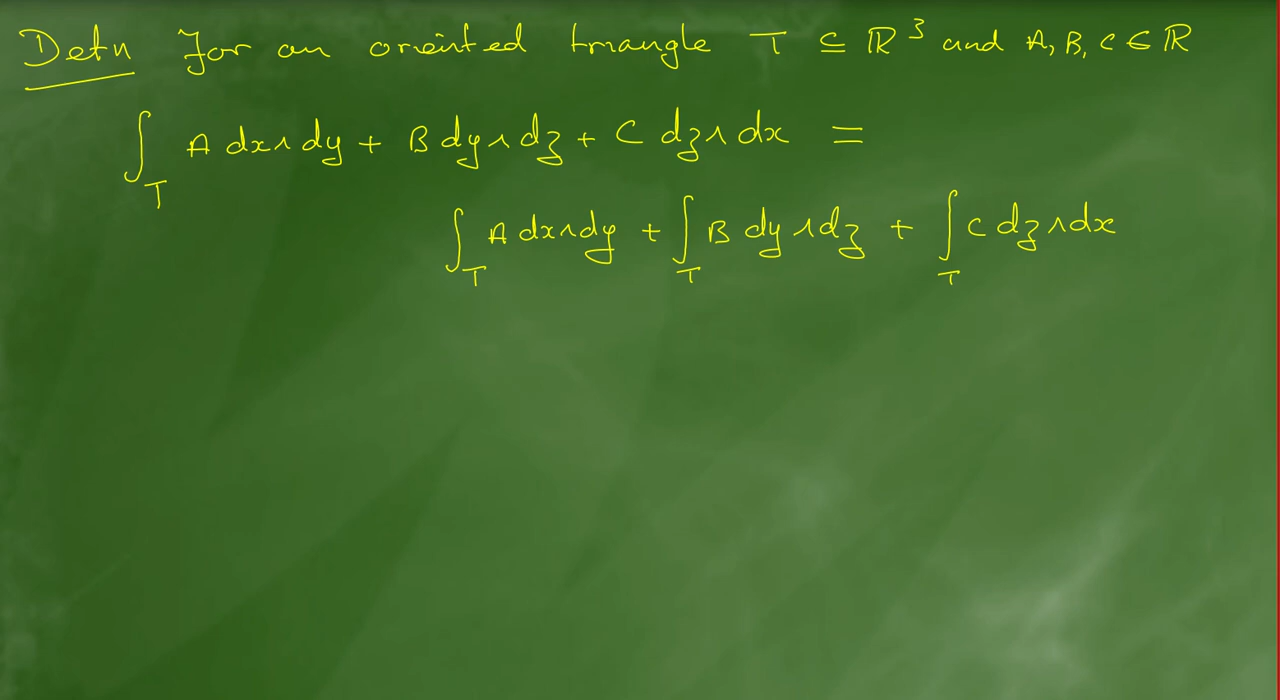 Defn For an oriented triangle T ⊆ ℝ³ and A, B, C ∈ ℝ
∫_T A dx∧dy + B dy∧dz + C dz∧dx =
∫_T A dx∧dy + ∫_T B dy∧dz + ∫_T C dz∧dx